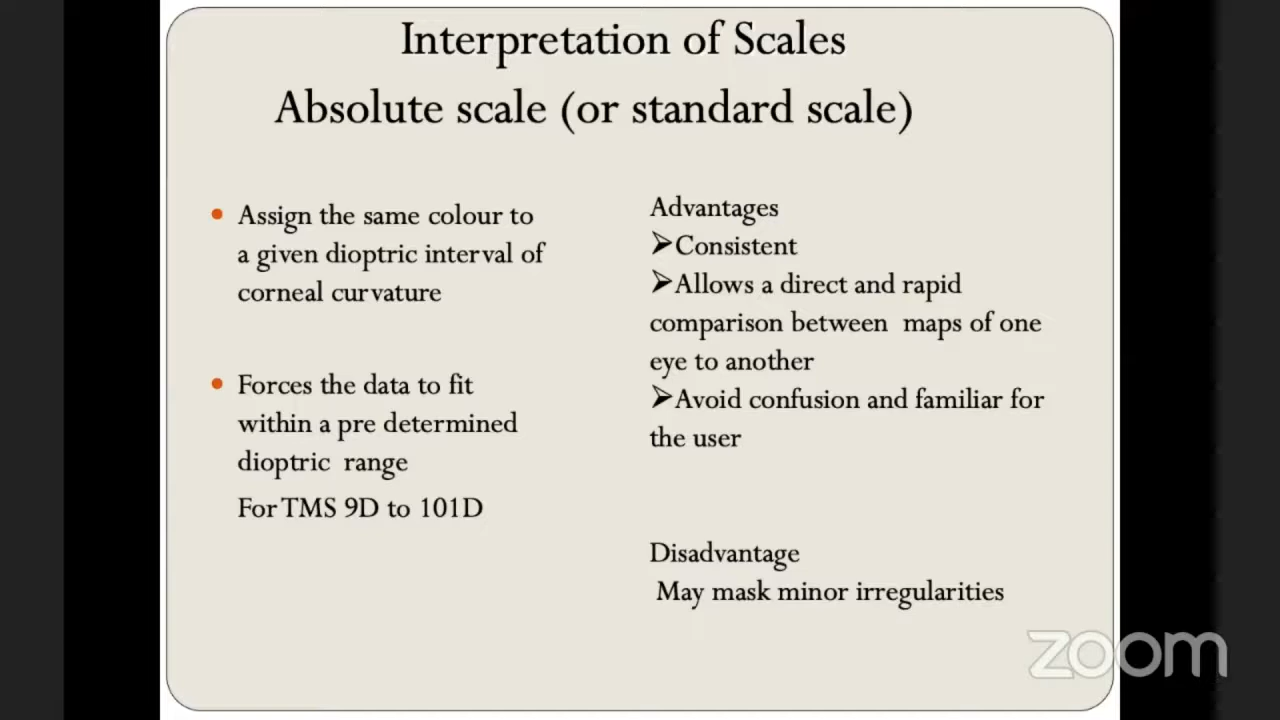 Interpretation of Scales
Absolute scale (or standard scale)
• Assign the same colour to
a given dioptric interval of
corneal curvature
• Forces the data to fit
within a pre determined
dioptric range
For TMS 9D to 101D
Advantages
➢Consistent
➢Allows a direct and rapid
comparison between maps of one
eye to another
➢Avoid confusion and familiar for
the user
Disadvantage
May mask minor irregularities
zoom